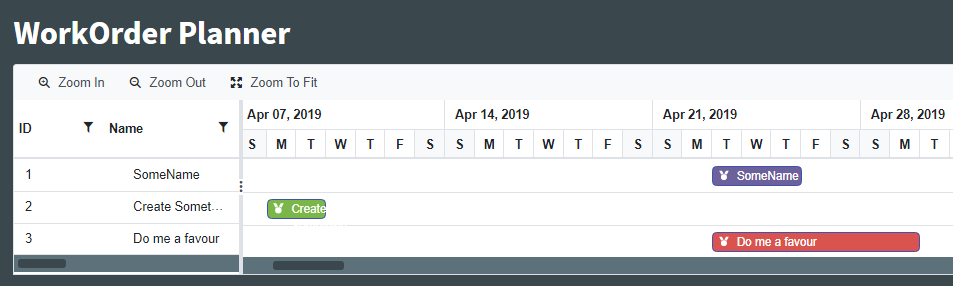 WorkOrder Planner
Zoom In Zoom Out Zoom To Fit
ID Name Apr 07, 2019 Apr 14, 2019 Apr 21, 2019 Apr 28, 2019
S M T W T F S S M T W T F S S M T W T F S S M T
1 SomeName SomeName
2 Create Somet... Create
3 Do me a favour Do me a favour